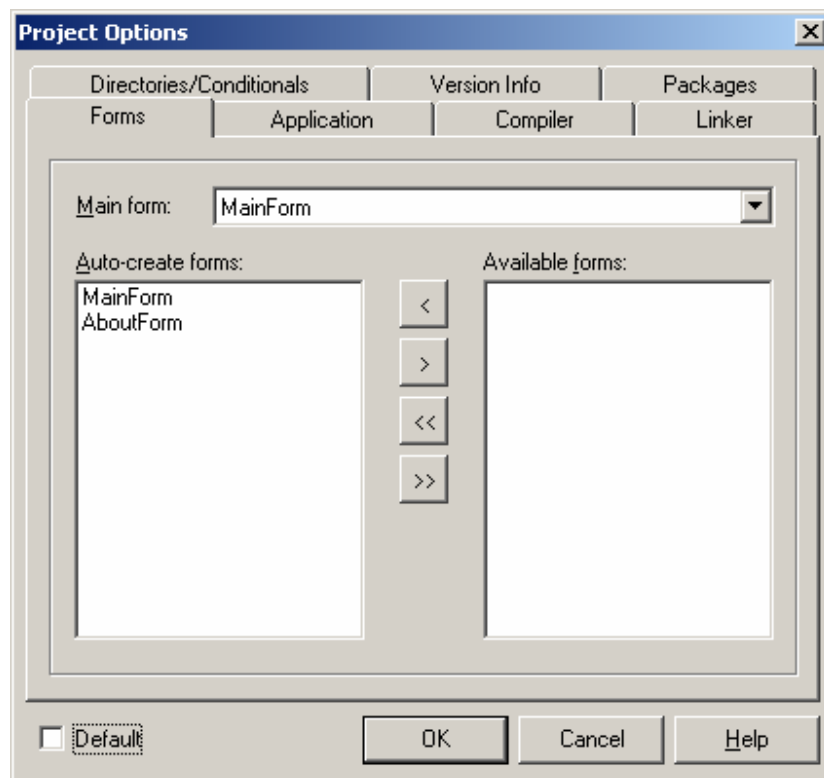 Project Options
Directories/Conditionals Version Info Packages
Forms Application Compiler Linker
Main form: MainForm
Auto-create forms: Available forms:
MainForm
AboutForm
<
>
<<
>>
Default OK Cancel Help